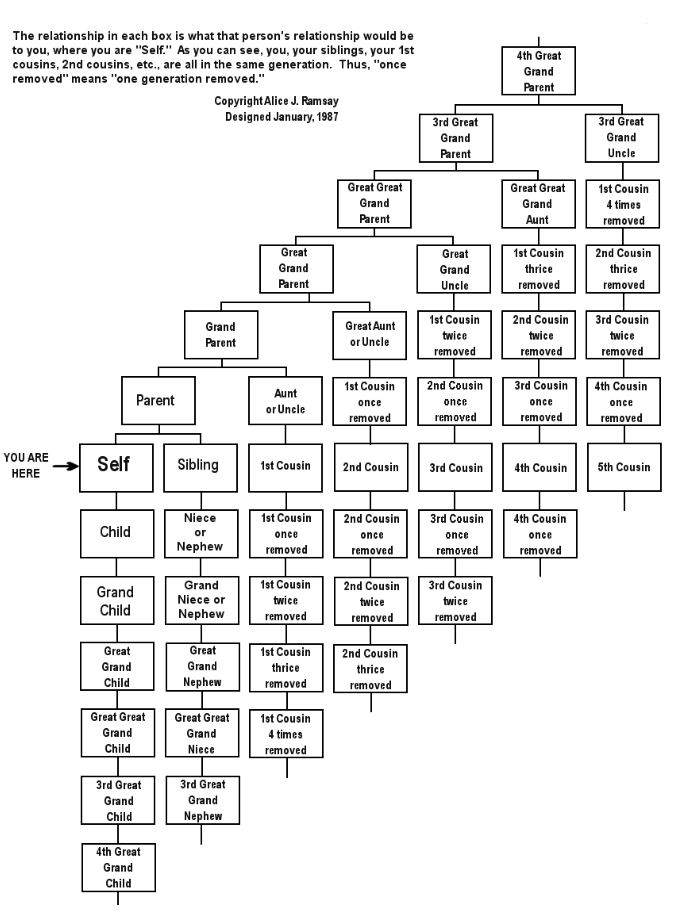 The relationship in each box is what that person's relationship would be
to you, where you are "Self."  As you can see, you, your siblings, your 1st
cousins, 2nd cousins, etc., are all in the same generation.  Thus, "once
removed" means "one generation removed."
Copyright Alice J. Ramsay
Designed January, 1987
4th Great
Grand
Parent
3rd Great
Grand
Parent
3rd Great
Grand
Uncle
Great Great
Grand
Parent
Great Great
Grand
Aunt
1st Cousin
4 times
removed
Great
Grand
Parent
Great
Grand
Uncle
1st Cousin
thrice
removed
2nd Cousin
thrice
removed
Grand
Parent
Great Aunt
or Uncle
1st Cousin
twice
removed
2nd Cousin
twice
removed
3rd Cousin
twice
removed
Parent
Aunt
or Uncle
1st Cousin
once
removed
2nd Cousin
once
removed
3rd Cousin
once
removed
4th Cousin
once
removed
YOU ARE
HERE
Self
Sibling
1st Cousin
2nd Cousin
3rd Cousin
4th Cousin
5th Cousin
Child
Niece
or
Nephew
1st Cousin
once
removed
2nd Cousin
once
removed
3rd Cousin
once
removed
4th Cousin
once
removed
Grand
Child
Grand
Niece or
Nephew
1st Cousin
twice
removed
2nd Cousin
twice
removed
3rd Cousin
twice
removed
Great
Grand
Child
Great
Grand
Nephew
1st Cousin
thrice
removed
2nd Cousin
thrice
removed
Great Great
Grand
Child
Great Great
Grand
Niece
1st Cousin
4 times
removed
3rd Great
Grand
Child
3rd Great
Grand
Nephew
4th Great
Grand
Child